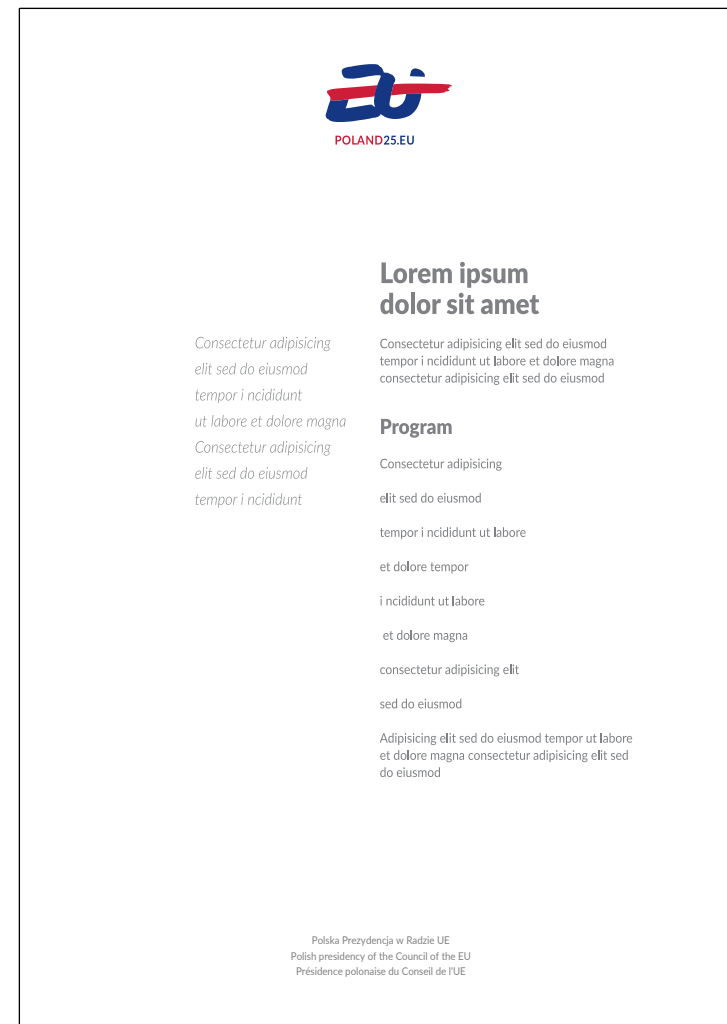 EU
POLAND25.EU
Lorem ipsum
dolor sit amet
Consectetur adipisicing elit sed do eiusmod
tempor i ncididunt ut labore et dolore magna
consectetur adipisicing elit sed do eiusmod
Consectetur adipisicing
elit sed do eiusmod
tempor i ncididunt
ut labore et dolore magna
Consectetur adipisicing
elit sed do eiusmod
tempor i ncididunt
Program
Consectetur adipisicing
elit sed do eiusmod
tempor i ncididunt ut labore
et dolore tempor
i ncididunt ut labore
et dolore magna
consectetur adipisicing elit
sed do eiusmod
Adipisicing elit sed do eiusmod tempor ut labore
et dolore magna consectetur adipisicing elit sed
do eiusmod
Polska Prezydencja w Radzie UE
Polish presidency of the Council of the EU
Présidence polonaise du Conseil de l'UE